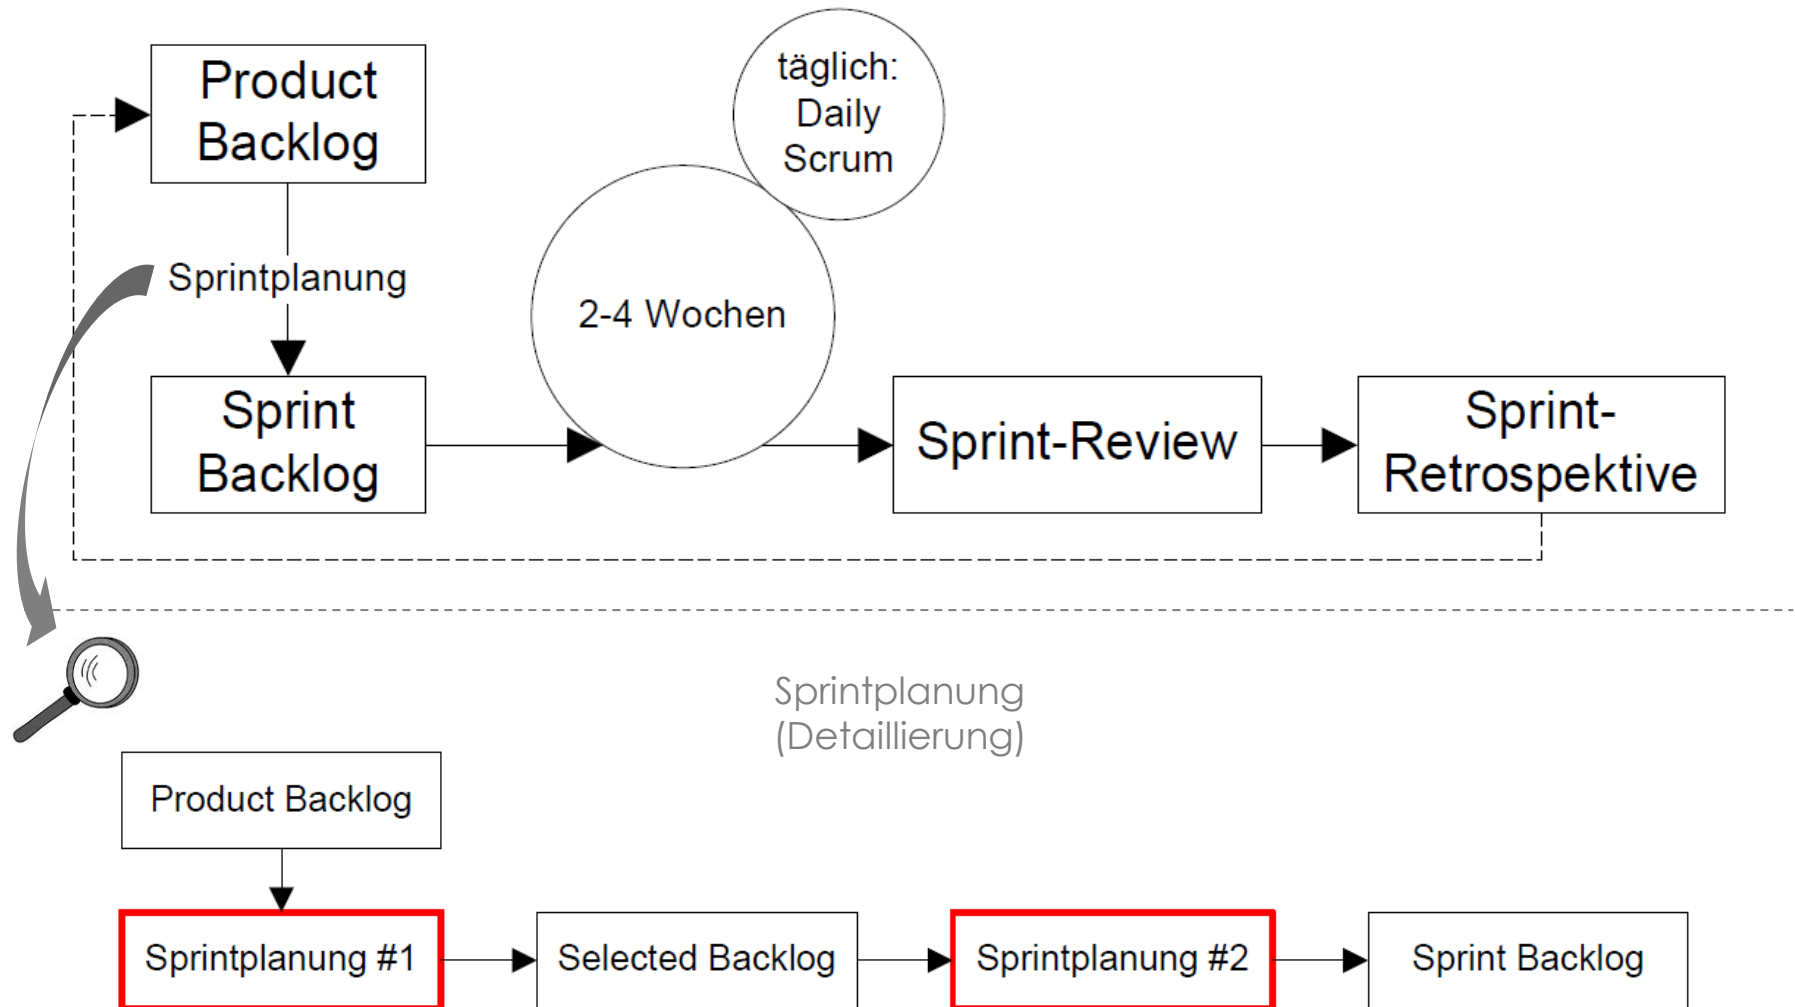 Product
Backlog
täglich:
Daily
Scrum
Sprintplanung
2-4 Wochen
Sprint
Backlog
Sprint-Review
Sprint-
Retrospektive
Sprintplanung
(Detaillierung)
Product Backlog
Sprintplanung #1
Selected Backlog
Sprintplanung #2
Sprint Backlog